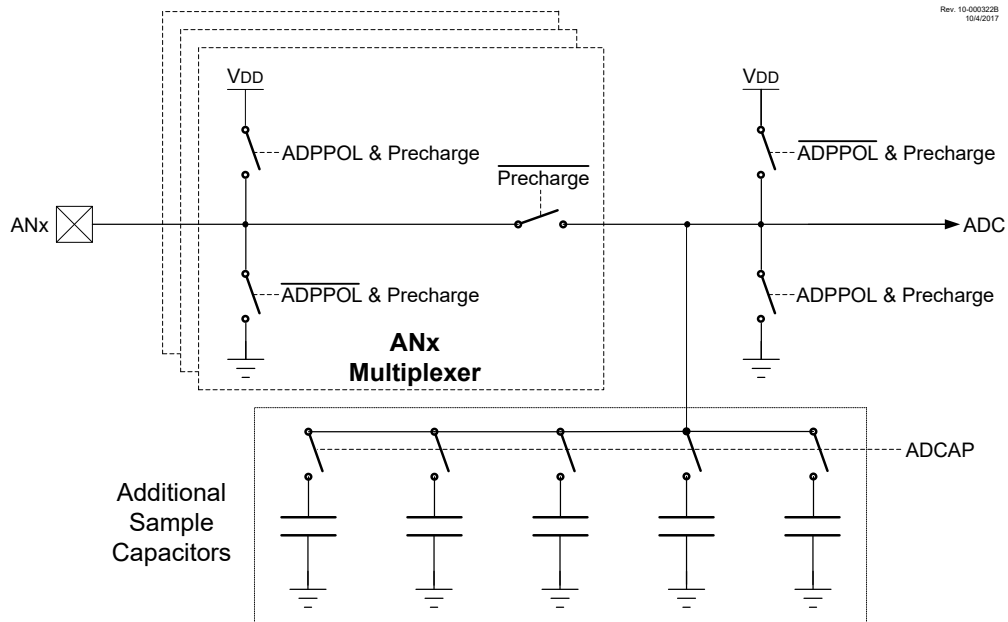 Rev. 10-000322B
10/4/2017
VDD
VDD
ADPPOL & Precharge
ADPPOL & Precharge
Precharge
ANx
ADC
ADPPOL & Precharge
ADPPOL & Precharge
ANx
Multiplexer
ADCAP
Additional
Sample
Capacitors